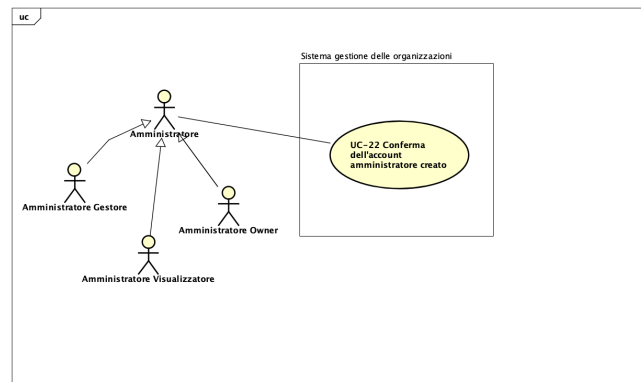 uc
Sistema gestione delle organizzazioni
Amministratore
UC-22 Conferma
dell'account
amministratore creato
Amministratore Gestore
Amministratore Owner
Amministratore Visualizzatore